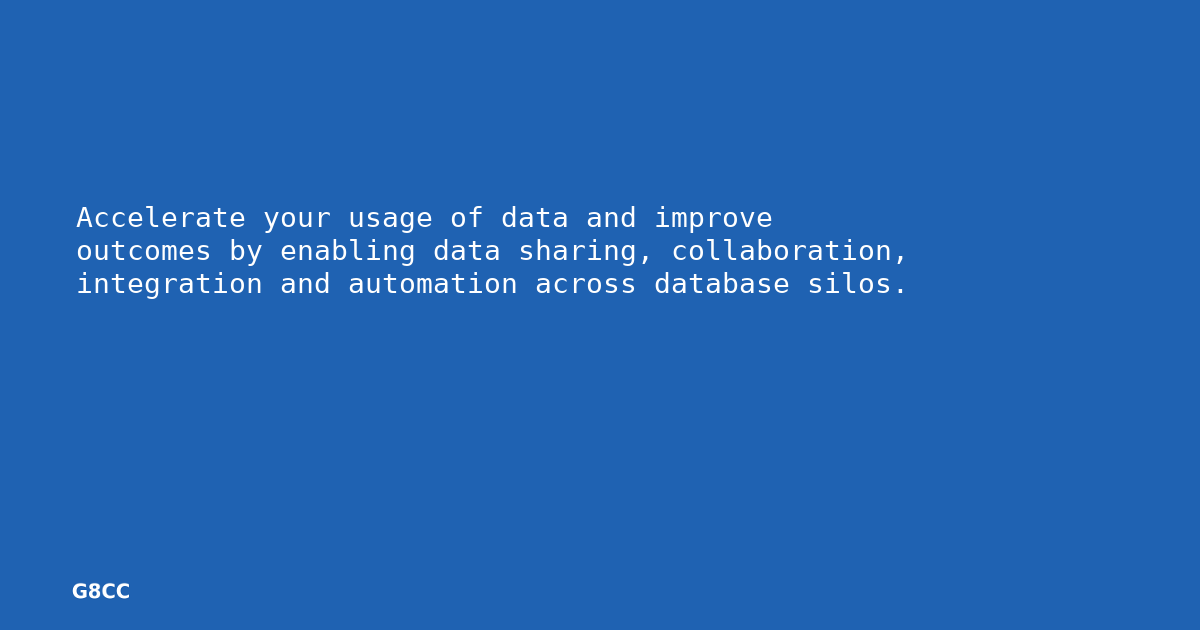 Accelerate your usage of data and improve
outcomes by enabling data sharing, collaboration,
integration and automation across database silos.
G8CC